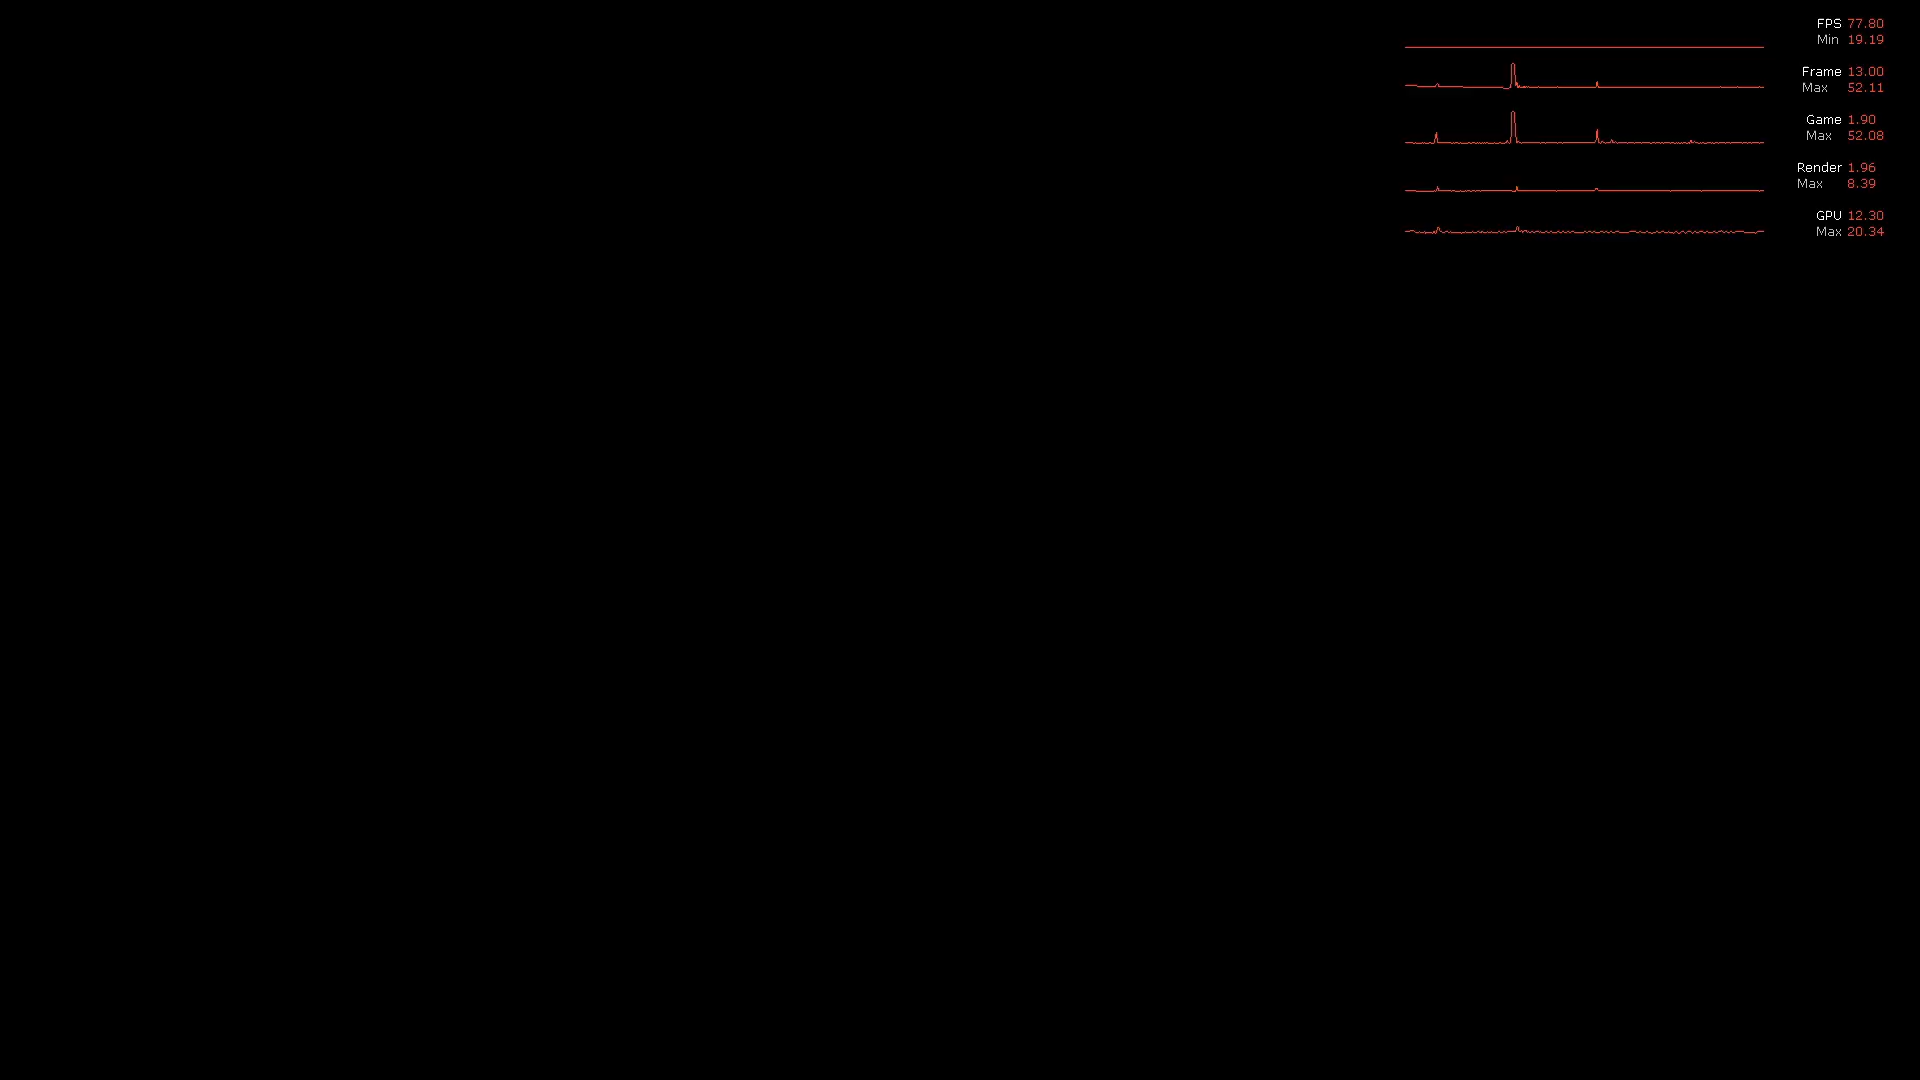 FPS 77.80
Min 19.19
Frame 13.00
Max 52.11
Game 1.90
Max 52.08
Render 1.96
Max 8.39
GPU 12.30
Max 20.34